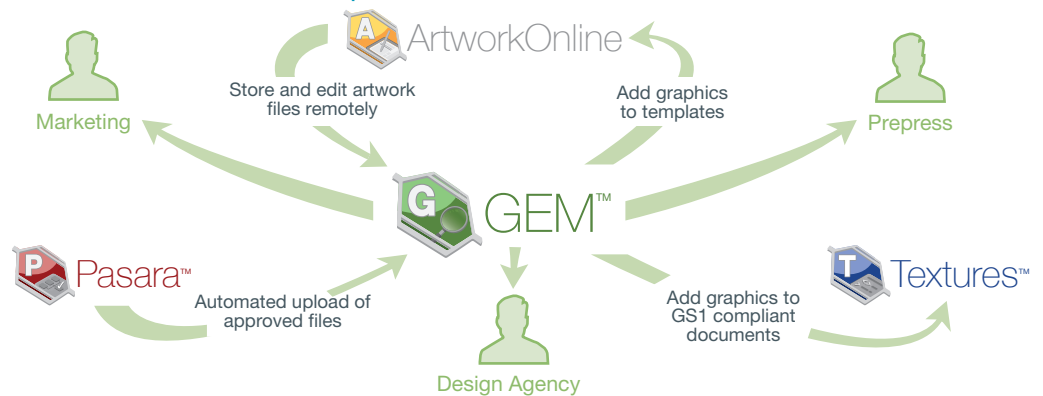 A
ArtworkOnline
Store and edit artwork
files remotely
Add graphics
to templates
Marketing
Prepress
G
GEM™
P
Pasara™
T
Textures™
Automated upload of
approved files
Add graphics to
GS1 compliant
documents
Design Agency